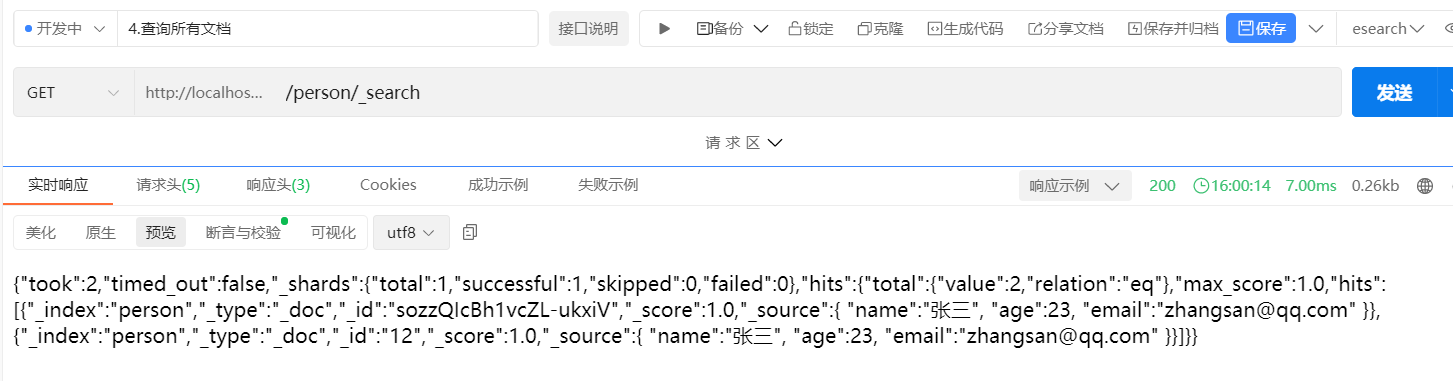 开发中 4.查询所有文档 接口说明 备份 锁定 克隆 生成代码 分享文档 保存并归档 保存 esearch
GET http://localhos... /person/_search 发送
请 求 区
实时响应 请求头(5) 响应头(3) Cookies 成功示例 失败示例 响应示例 200 16:00:14 7.00ms 0.26kb
美化 原生 预览 断言与校验 可视化 utf8
{"took":2,"timed_out":false,"_shards":{"total":1,"successful":1,"skipped":0,"failed":0},"hits":{"total":{"value":2,"relation":"eq"},"max_score":1.0,"hits":
[{"_index":"person","_type":"_doc","_id":"sozzQIcBh1vcZL-ukxiV","_score":1.0,"_source":{ "name":"张三", "age":23, "email":"zhangsan@qq.com" }},
{"_index":"person","_type":"_doc","_id":"12","_score":1.0,"_source":{ "name":"张三", "age":23, "email":"zhangsan@qq.com" }}]}}